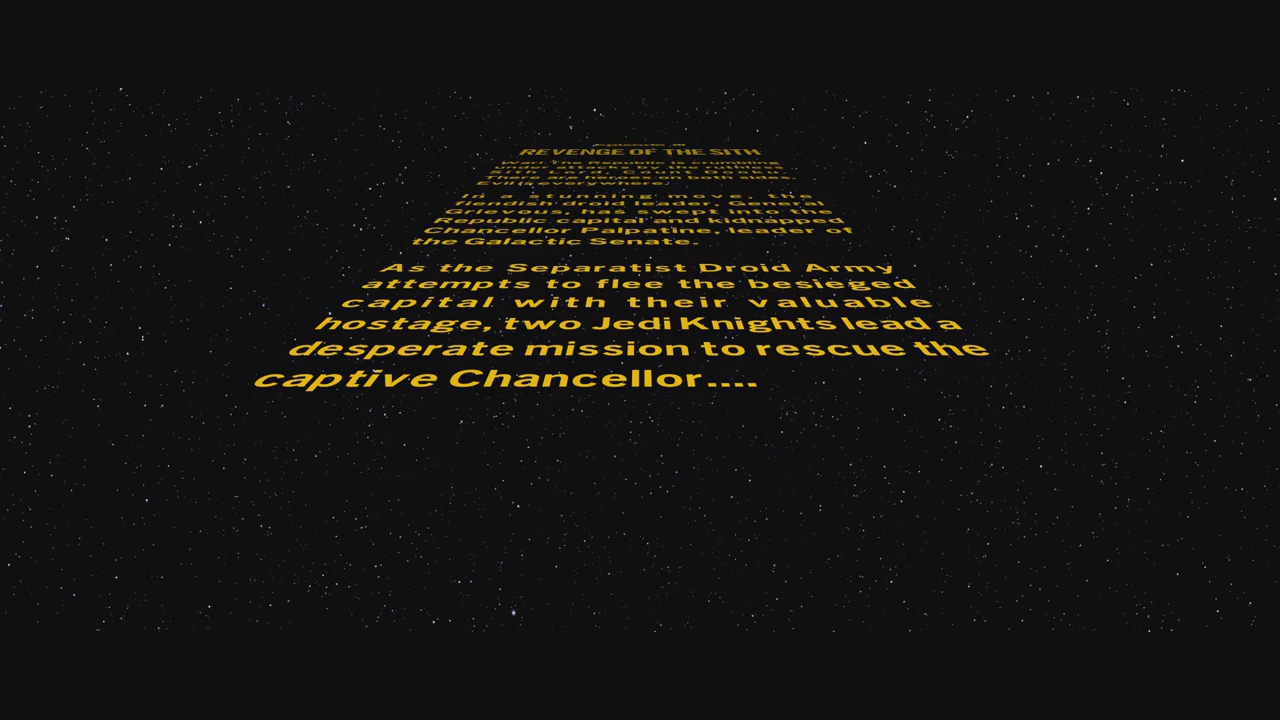 Episode III
REVENGE OF THE SITH
War! The Republic is crumbling
under attacks by the ruthless
Sith Lord, Count Dooku.
There are heroes on both sides.
Evil is everywhere.
In a stunning move, the
fiendish droid leader, General
Grievous, has swept into the
Republic capital and kidnapped
Chancellor Palpatine, leader of
the Galactic Senate.
As the Separatist Droid Army
attempts to flee the besieged
capital with their valuable
hostage, two Jedi Knights lead a
desperate mission to rescue the
captive Chancellor....